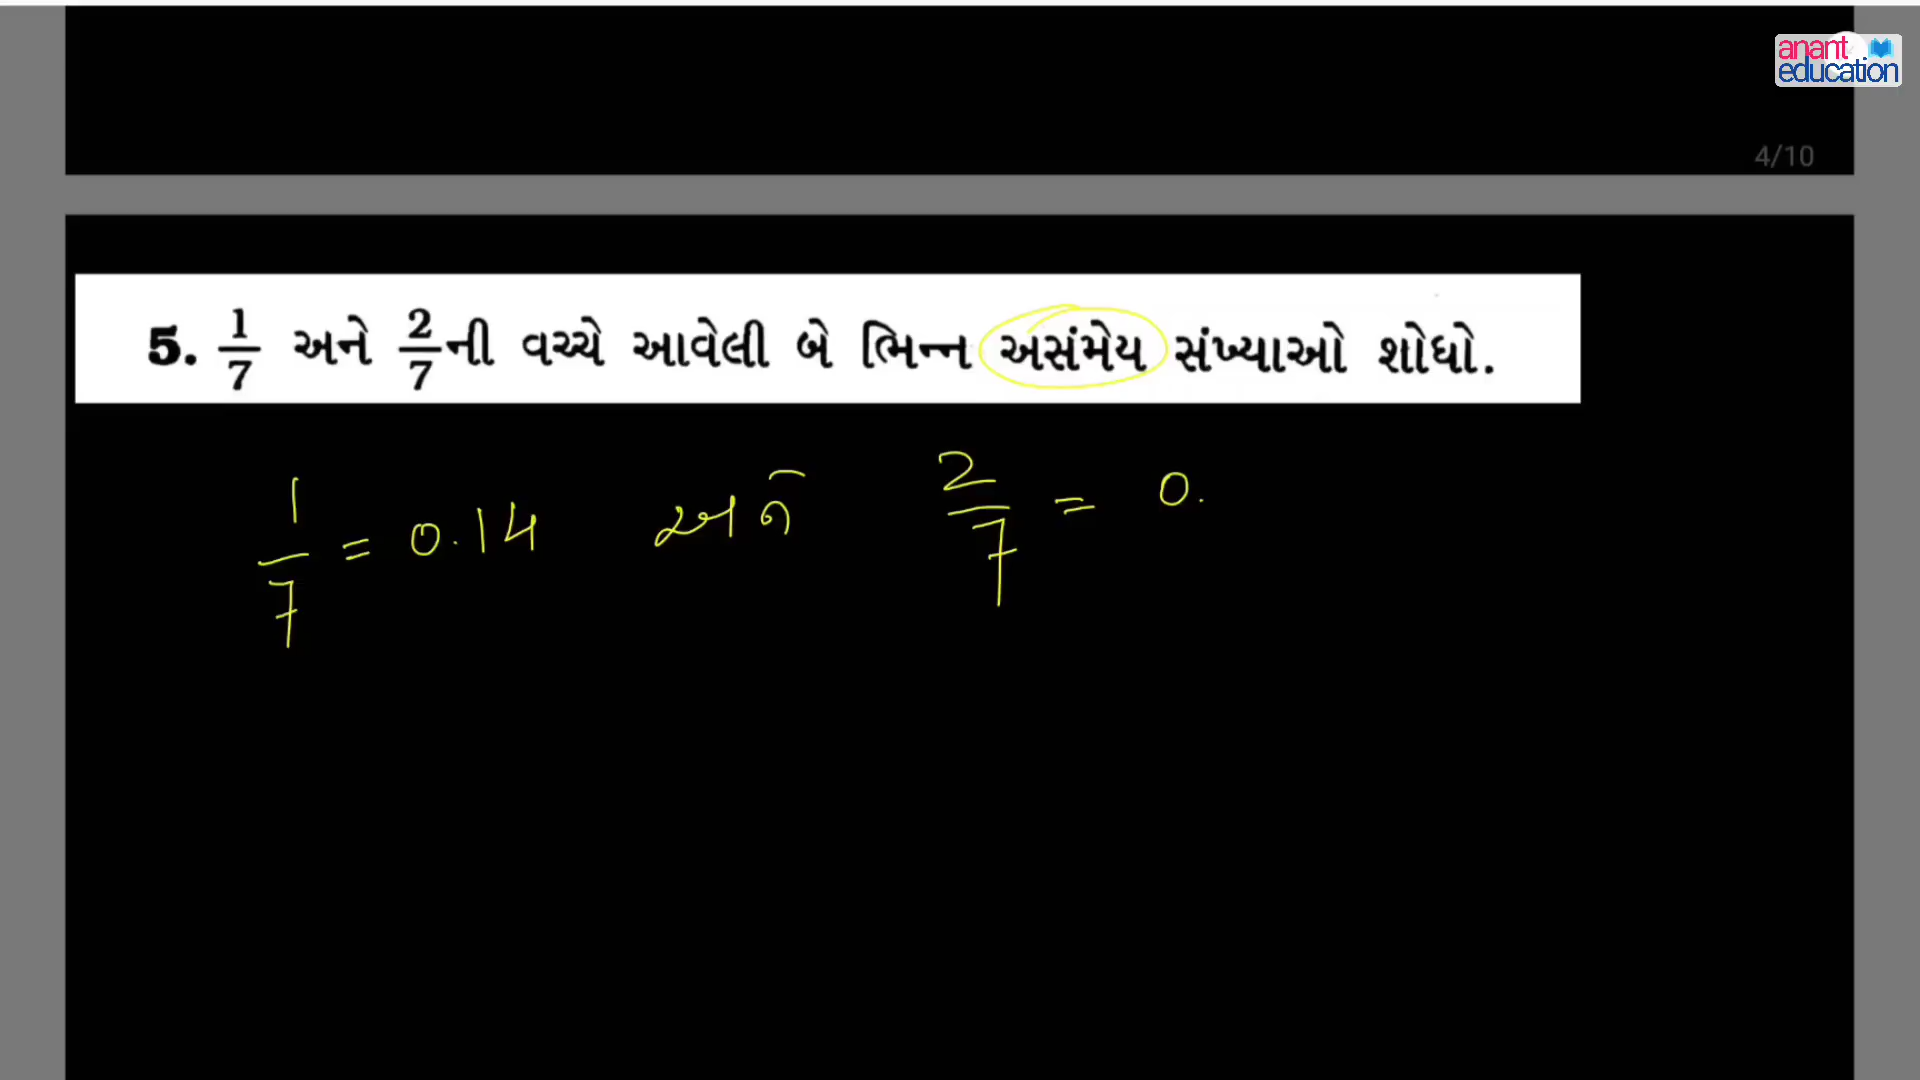 anant
education
4/10
5. 1/7 અને 2/7ની વચ્ચે આવેલી બે ભિન્ન અસંમેય સંખ્યાઓ શોધો.
1/7 = 0.14 અને 2/7 = 0.